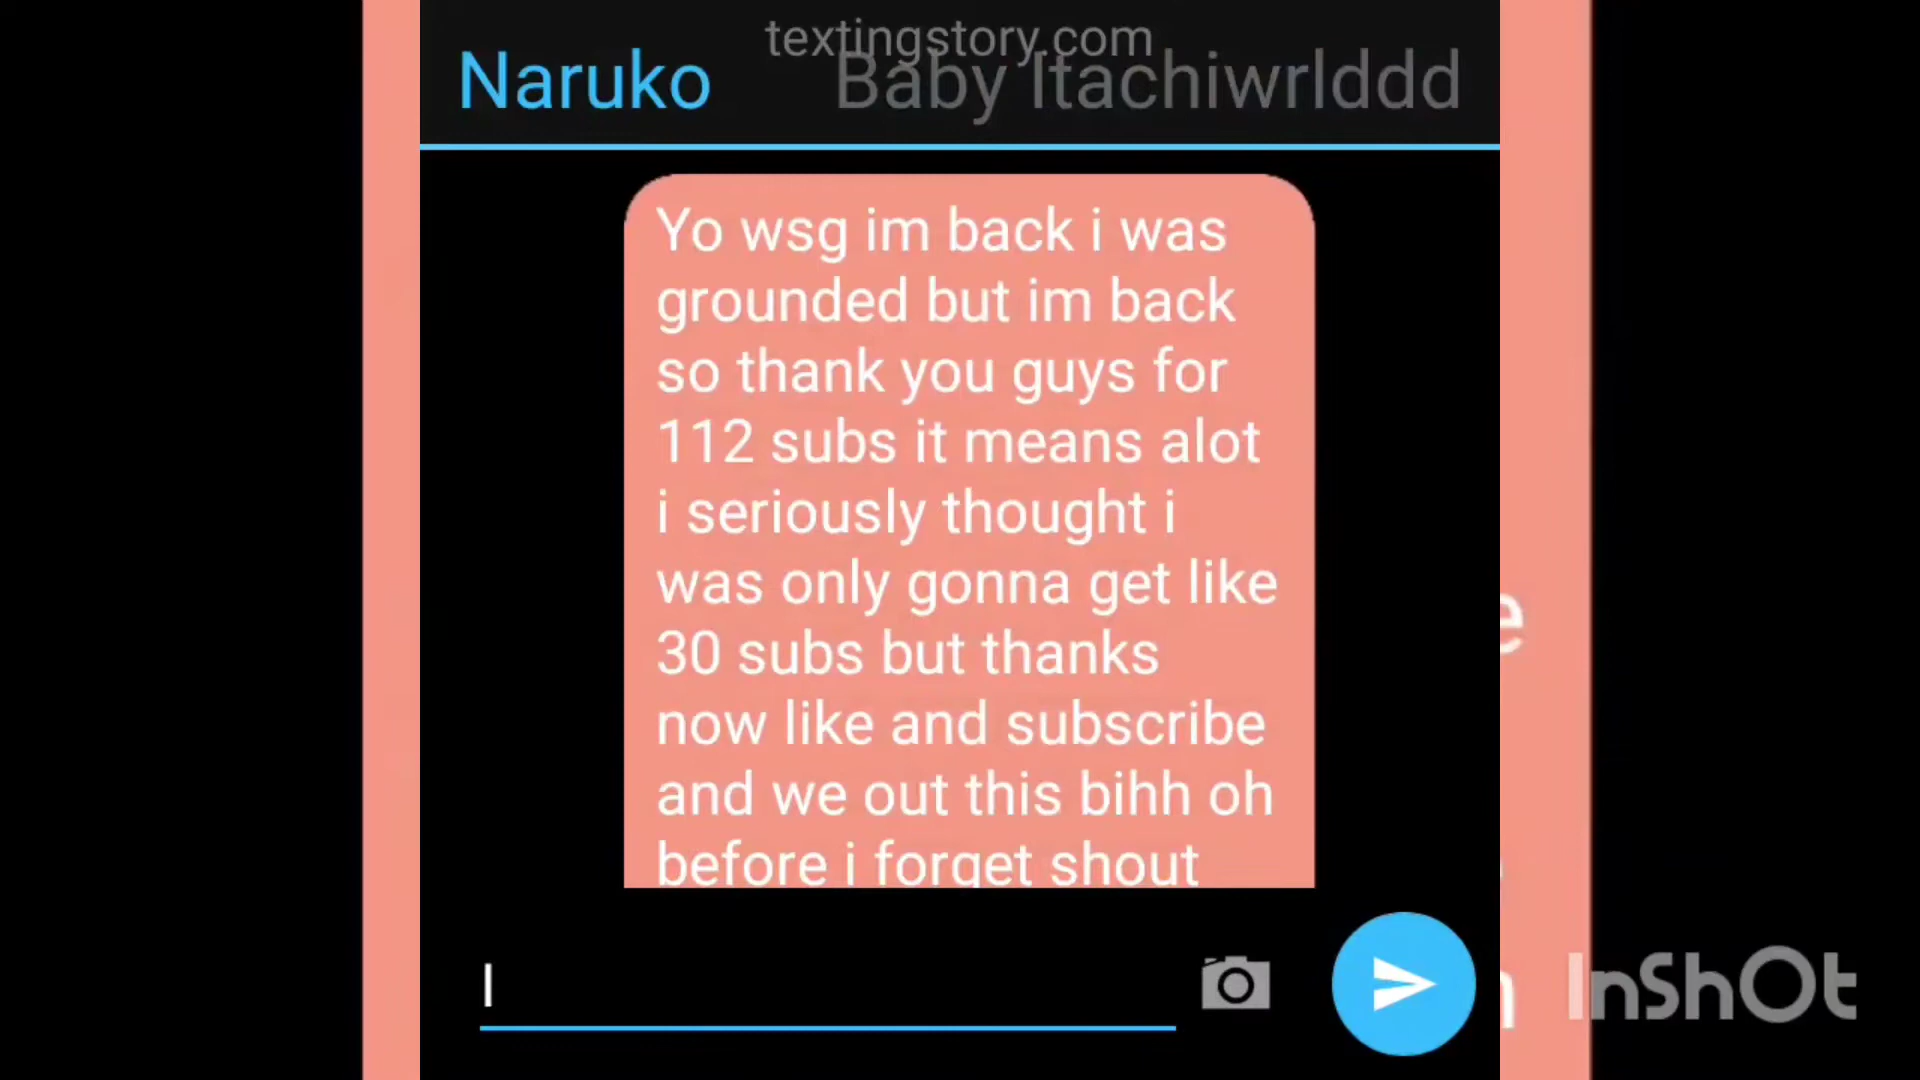 textingstory.com
Naruko Baby Itachiwrlddd
Yo wsg im back i was
grounded but im back
so thank you guys for
112 subs it means alot
i seriously thought i
was only gonna get like
30 subs but thanks
now like and subscribe
and we out this bihh oh
before i forget shout
InShOt